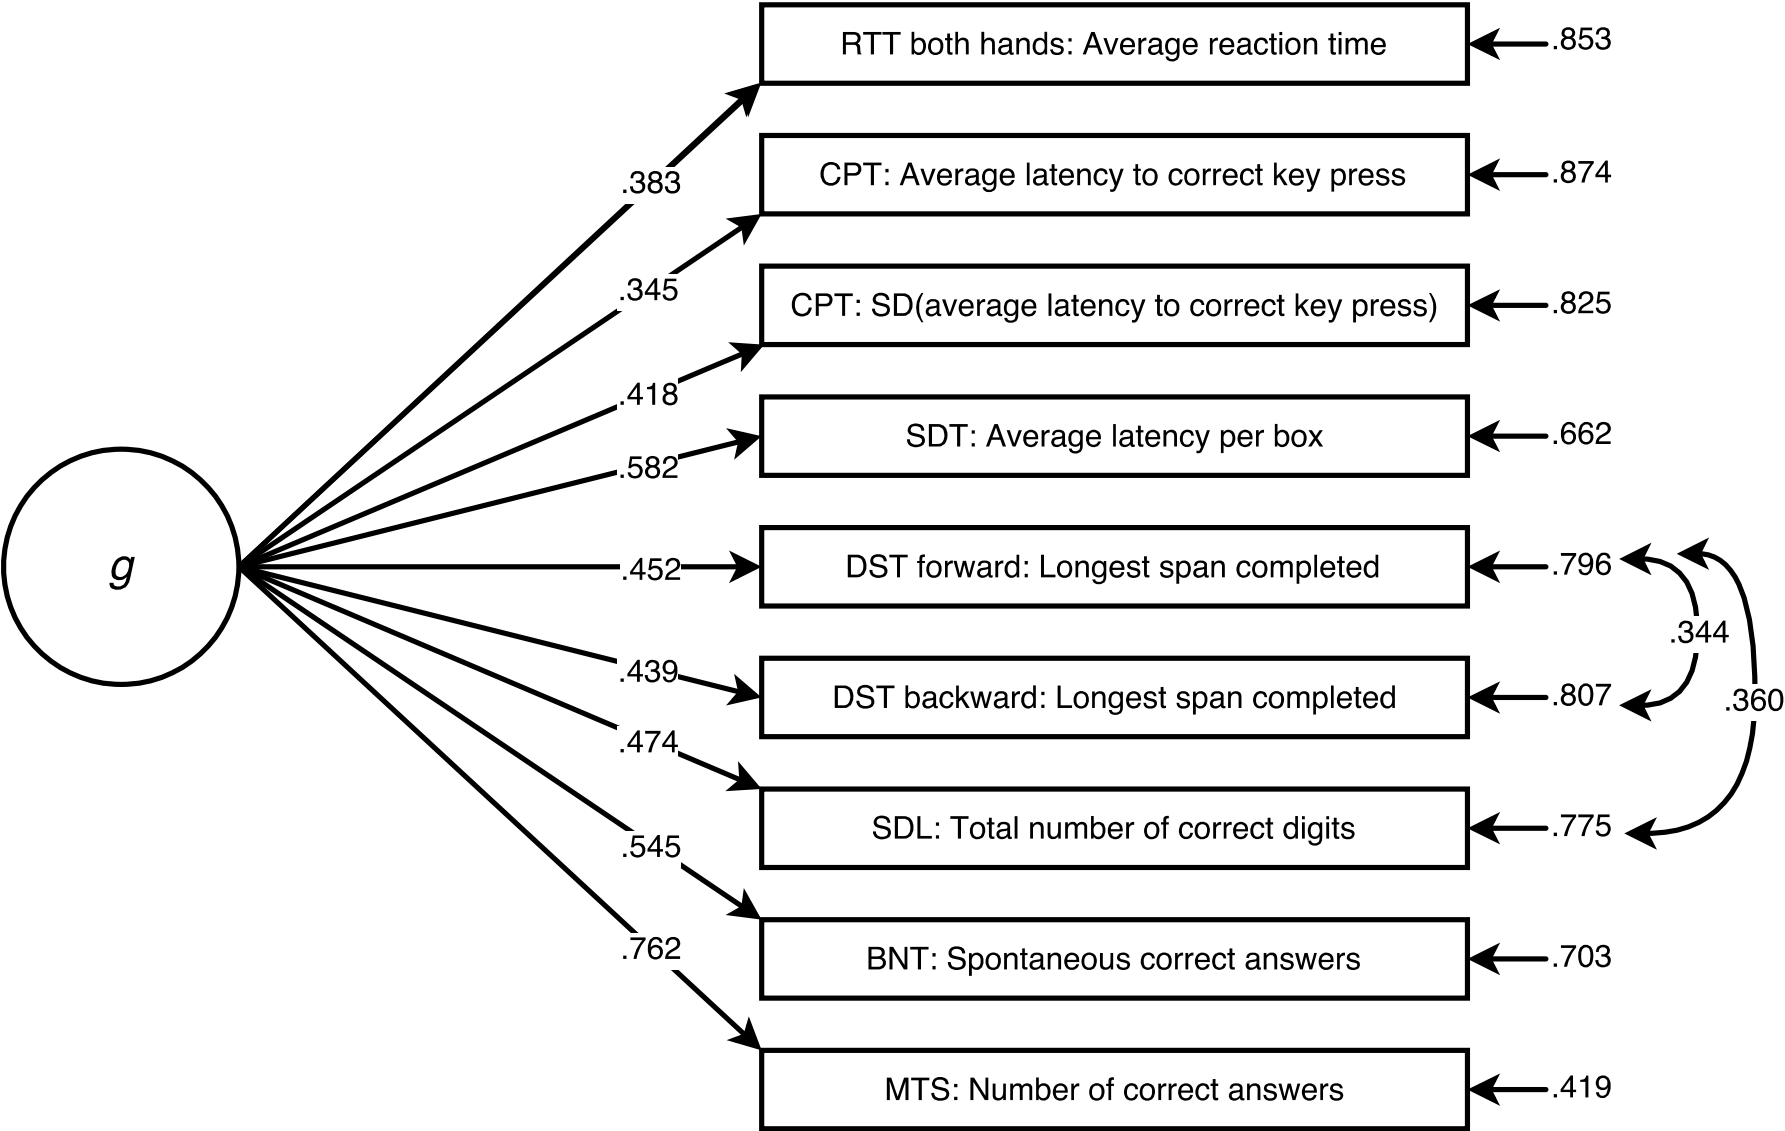 RTT both hands: Average reaction time
.853
.383
CPT: Average latency to correct key press
.874
.345
CPT: SD(average latency to correct key press)
.825
.418
SDT: Average latency per box
.662
.582
g
.452
DST forward: Longest span completed
.796
.344
.439
DST backward: Longest span completed
.807
.360
.474
SDL: Total number of correct digits
.775
.545
BNT: Spontaneous correct answers
.703
.762
MTS: Number of correct answers
.419